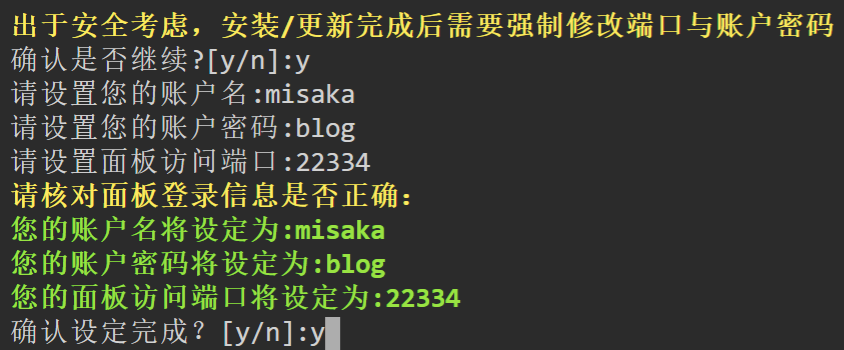 出于安全考虑，安装/更新完成后需要强制修改端口与账户密码
确认是否继续?[y/n]:y
请设置您的账户名:misaka
请设置您的账户密码:blog
请设置面板访问端口:22334
请核对面板登录信息是否正确：
您的账户名将设定为:misaka
您的账户密码将设定为:blog
您的面板访问端口将设定为:22334
确认设定完成？[y/n]:y